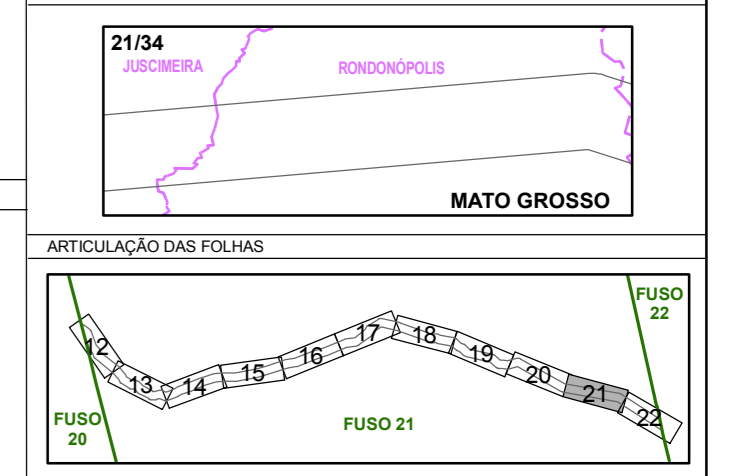 21/34
JUSCIMEIRA
RONDONÓPOLIS
MATO GROSSO
ARTICULAÇÃO DAS FOLHAS
FUSO
22
12
13
14
15
16
17
18
19
20
21
22
FUSO
20
FUSO 21